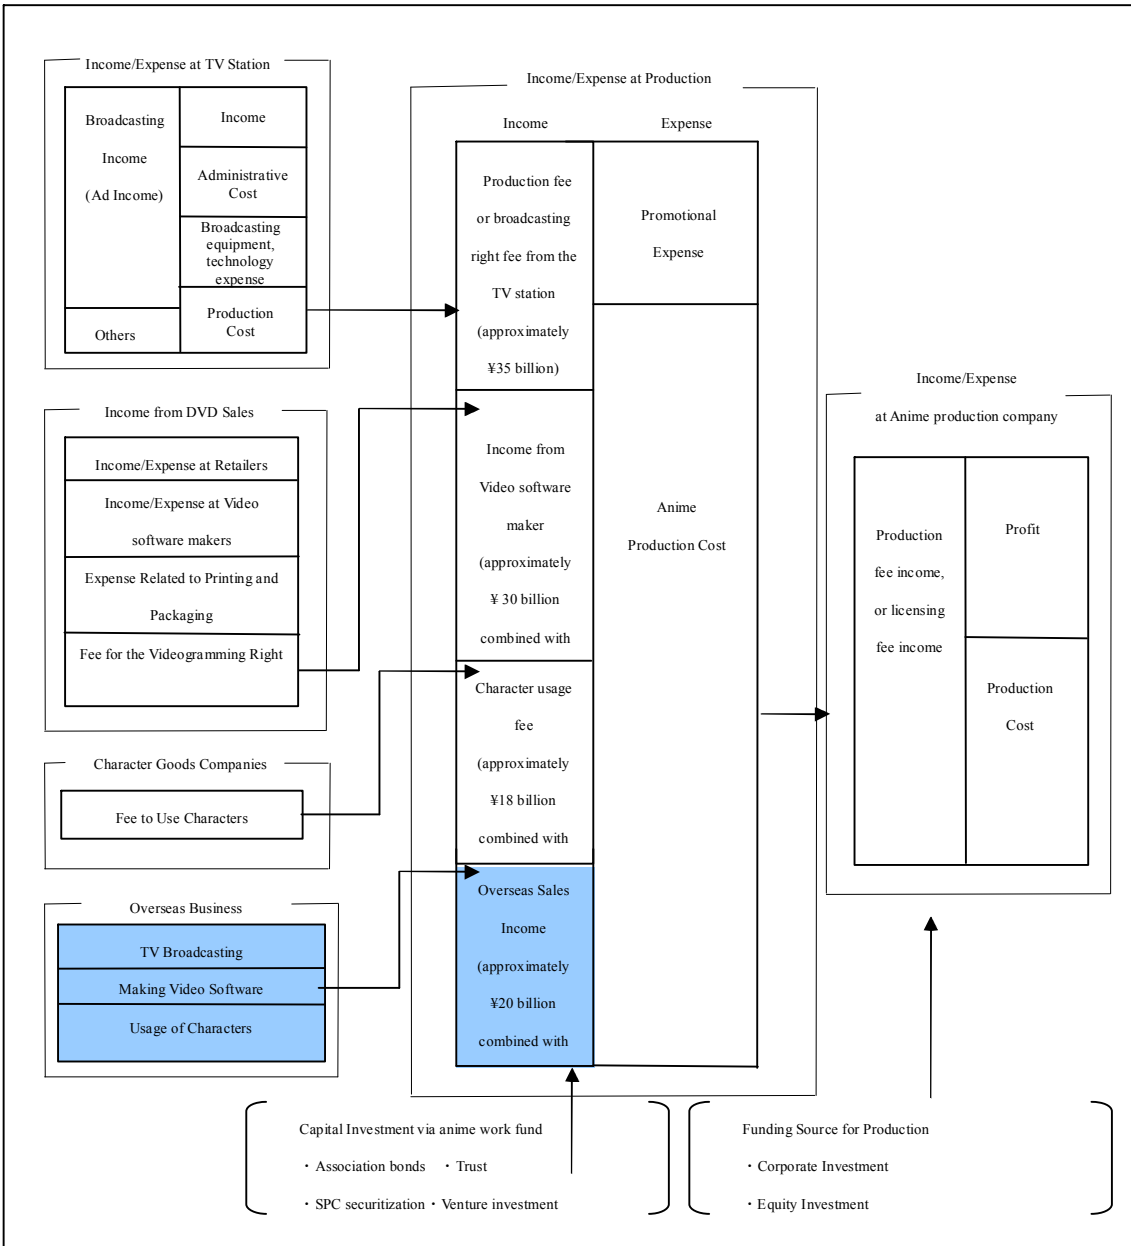 Income/Expense at TV Station
Broadcasting
Income
(Ad Income)
Others
Income
Administrative
Cost
Broadcasting
equipment,
technology
expense
Production
Cost
Income from DVD Sales
Income/Expense at Retailers
Income/Expense at Video
software makers
Expense Related to Printing and
Packaging
Fee for the Videogramming Right
Character Goods Companies
Fee to Use Characters
Overseas Business
TV Broadcasting
Making Video Software
Usage of Characters
Income/Expense at Production
Income
Expense
Production fee
or broadcasting
right fee from the
TV station
(approximately
¥35 billion)
Income from
Video software
maker
(approximately
¥ 30 billion
combined with
Character usage
fee
(approximately
¥18 billion
combined with
Overseas Sales
Income
(approximately
¥20 billion
combined with
Promotional
Expense
Anime
Production Cost
Income/Expense
at Anime production company
Production
fee income,
or licensing
fee income
Profit
Production
Cost
Capital Investment via anime work fund
・Association bonds ・Trust
・SPC securitization・Venture investment
Funding Source for Production
・Corporate Investment
・Equity Investment